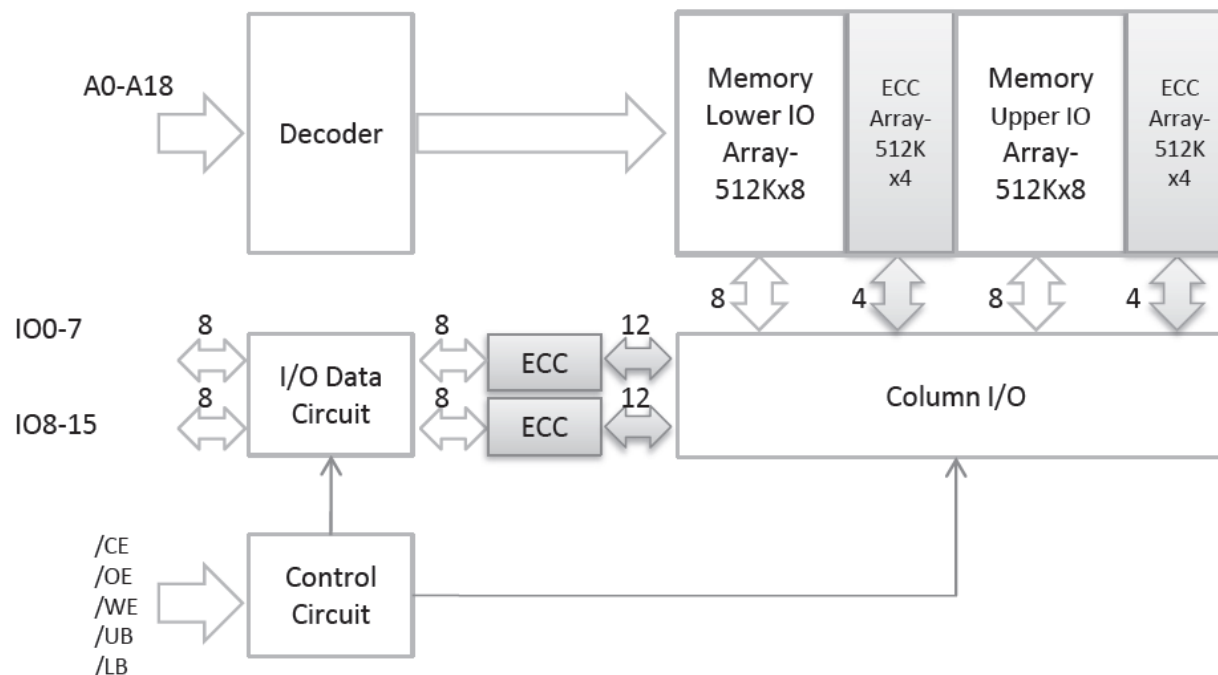 A0-A18
Decoder
Memory
Lower IO
Array-
512Kx8
ECC
Array-
512K
x4
Memory
Upper IO
Array-
512Kx8
ECC
Array-
512K
x4
8
4
8
4
IO0-7
8
8
12
I/O Data
Circuit
ECC
Column I/O
IO8-15
8
8
12
ECC
/CE
/OE
/WE
/UB
/LB
Control
Circuit